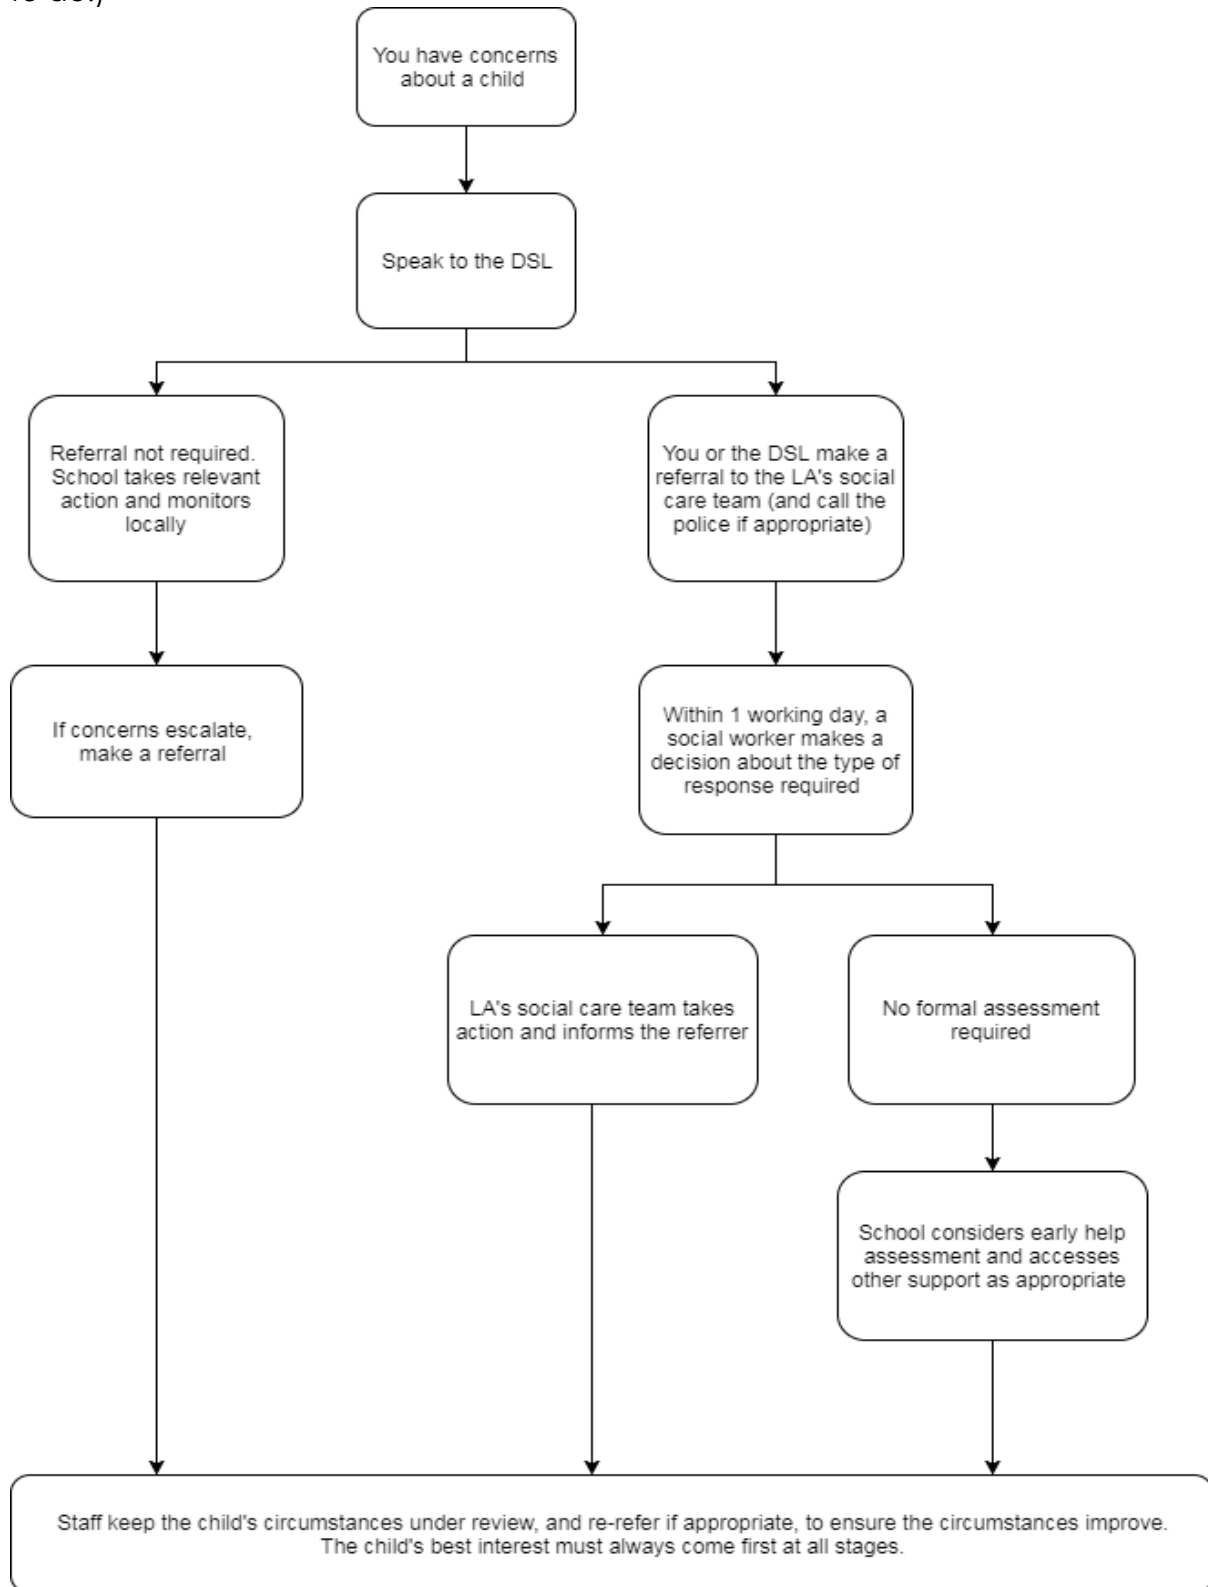 You have concerns
about a child
Speak to the DSL
Referral not required.
School takes relevant
action and monitors
locally
You or the DSL make a
referral to the LA's social
care team (and call the
police if appropriate)
If concerns escalate,
make a referral
Within 1 working day, a
social worker makes a
decision about the type of
response required
LA's social care team takes
action and informs the referrer
No formal assessment
required
School considers early help
assessment and accesses
other support as appropriate
Staff keep the child's circumstances under review, and re-refer if appropriate, to ensure the circumstances improve.
The child's best interest must always come first at all stages.